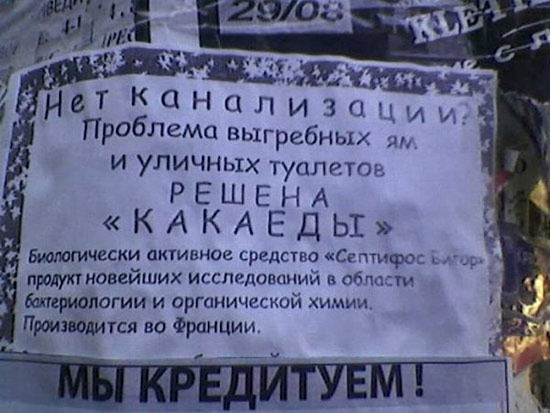 29/08
Нет канализации?
Проблема выгребных ям
и уличных туалетов
РЕШЕНА
«КАКАЕДЫ»
Биологически активное средство «Септифос Вигор»
продукт новейших исследований в области
бактериологии и органической химии.
Производится во Франции.
МЫ КРЕДИТУЕМ!